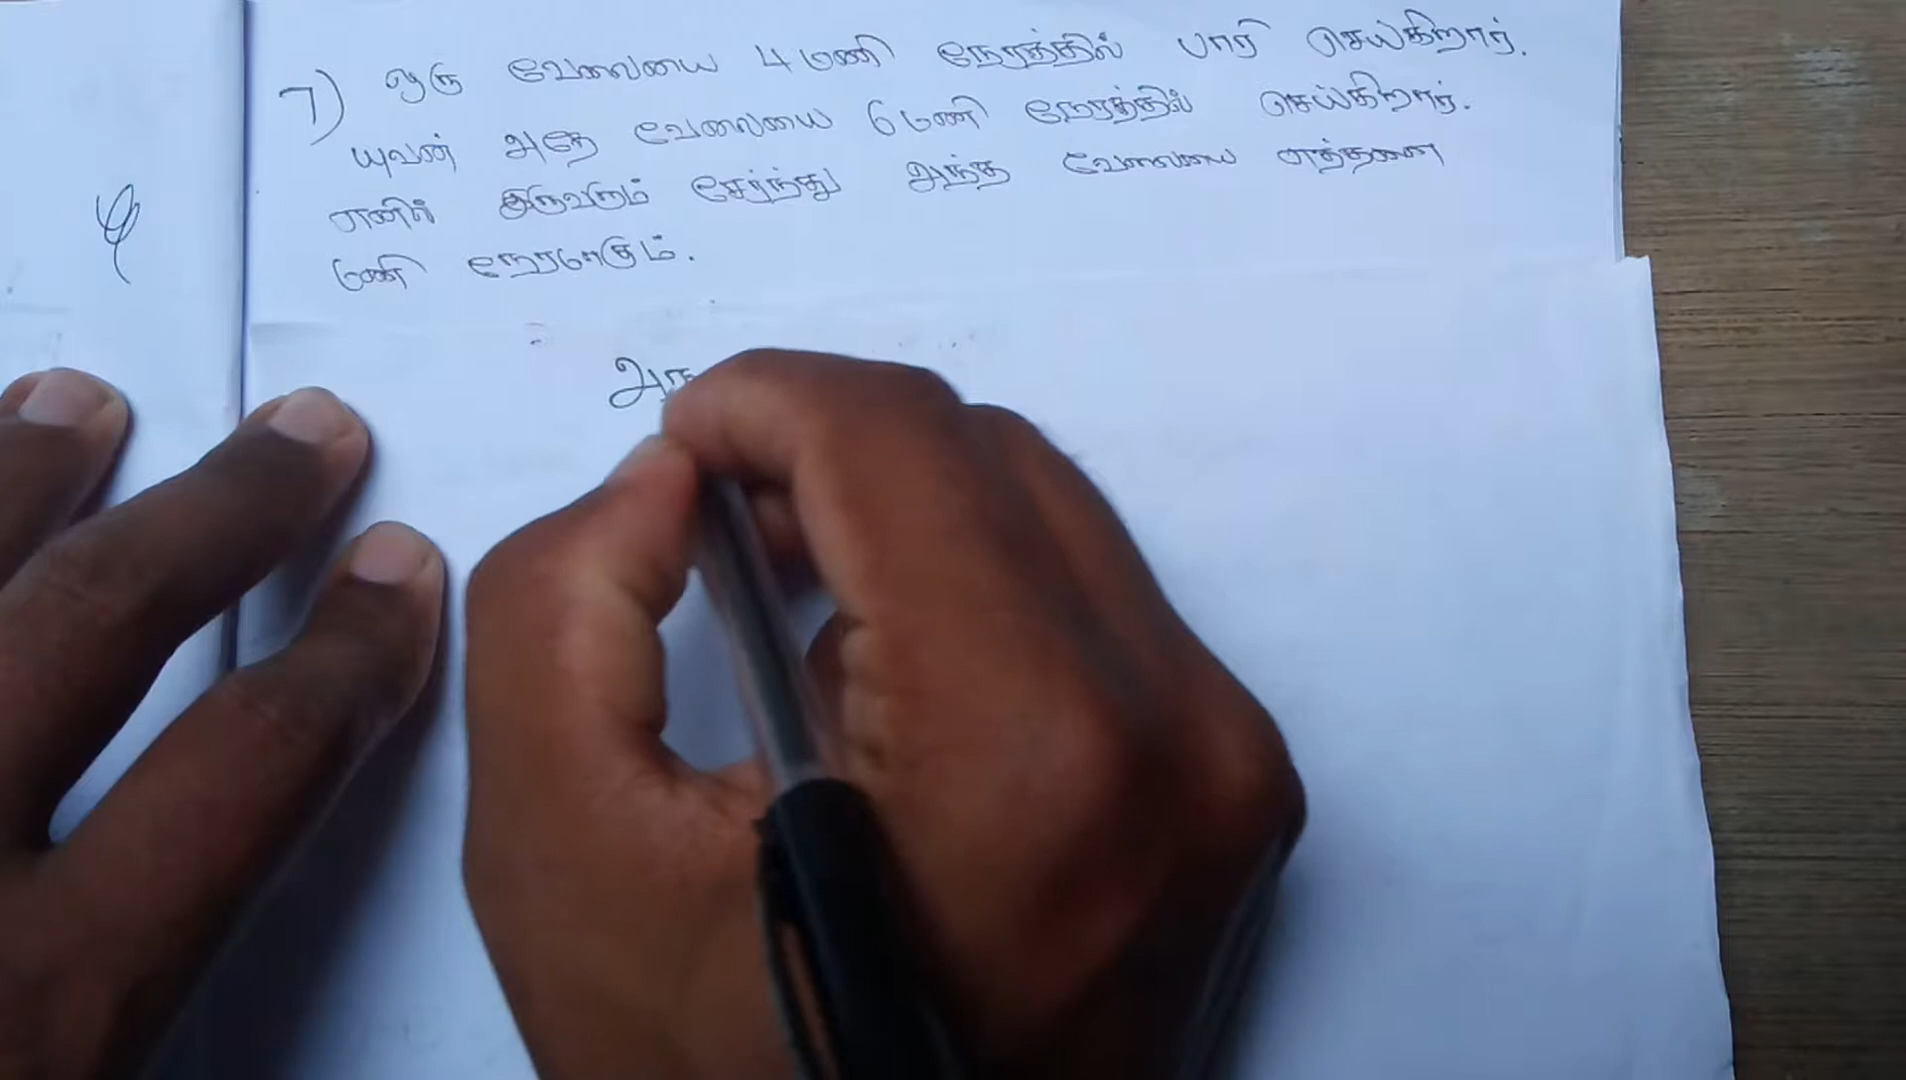 7) ஒரு வேலையை 4 மணி நேரத்தில் பாரி செய்கிறார்.
யுவன் அதே வேலையை 6 மணி நேரத்தில் செய்கிறார்.
எனில் இருவரும் சேர்ந்து அந்த வேலையை எத்தனை
மணி நேரமாகும்.